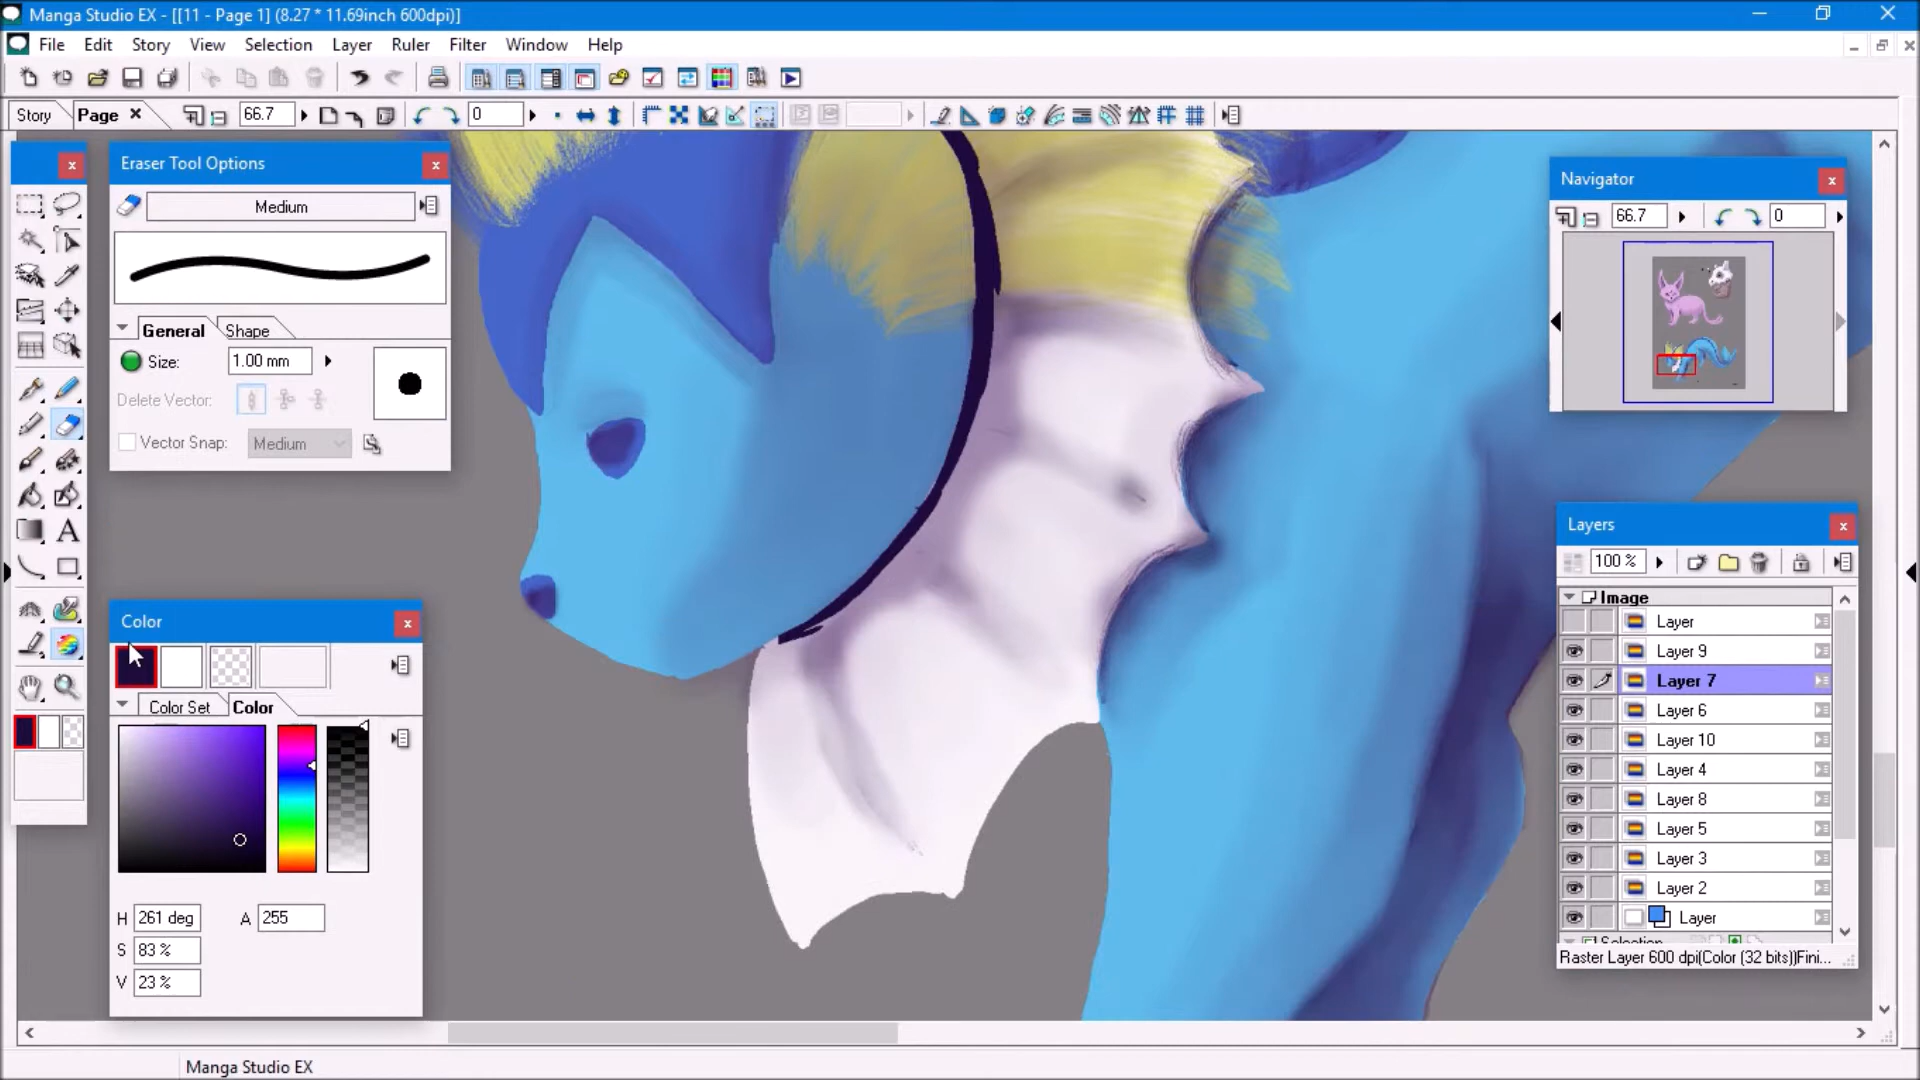 Manga Studio EX - [[11 - Page 1] (8.27 * 11.69inch 600dpi)]
File Edit Story View Selection Layer Ruler Filter Window Help
Story Page 66.7 0
Eraser Tool Options
Medium
General Shape
Size: 1.00 mm
Delete Vector:
Vector Snap: Medium
Color
Color Set Color
H 261 deg A 255
S 83 %
V 23 %
Navigator
66.7 0
Layers
100 %
Image
Layer
Layer 9
Layer 7
Layer 6
Layer 10
Layer 4
Layer 8
Layer 5
Layer 3
Layer 2
Layer
Selection
Raster Layer 600 dpi(Color (32 bits))Fini...
Manga Studio EX